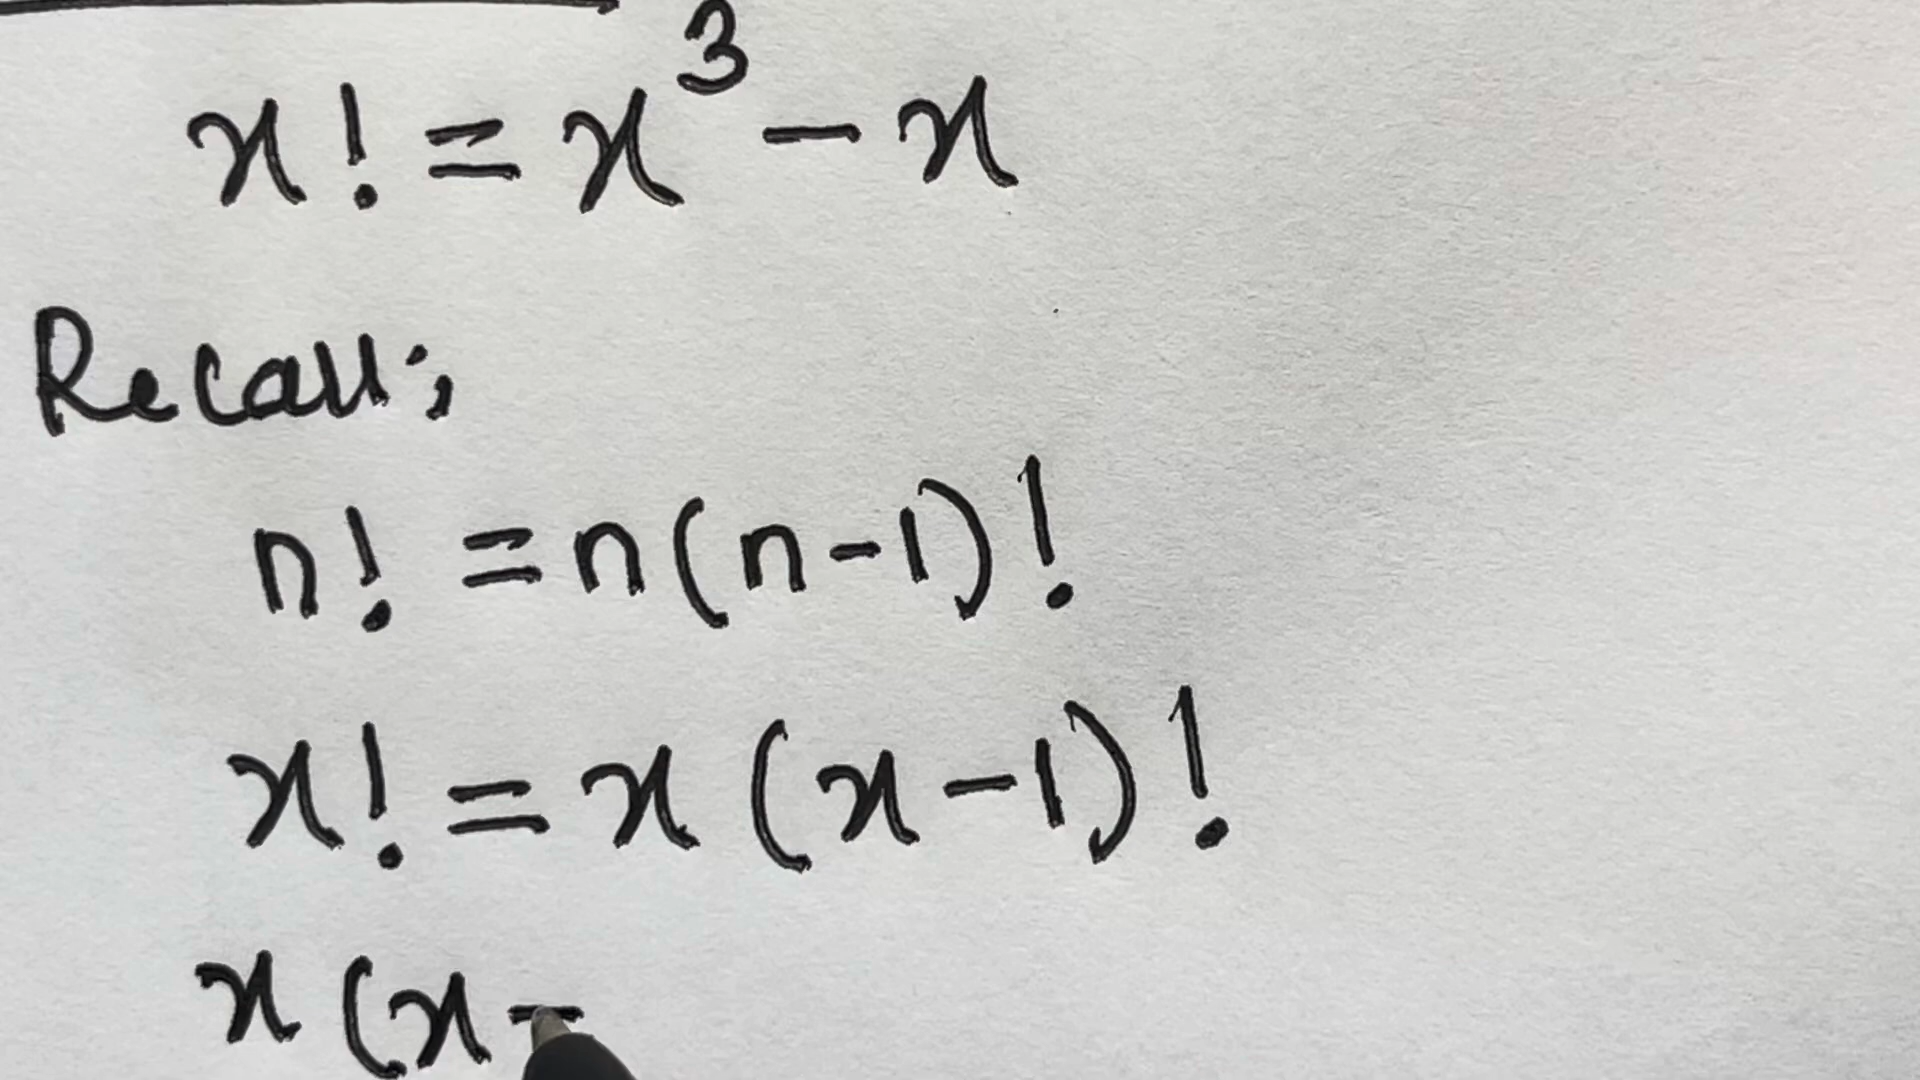 x! = x³ - x
Recall;
n! = n(n-1)!
x! = x(x-1)!
x(x-